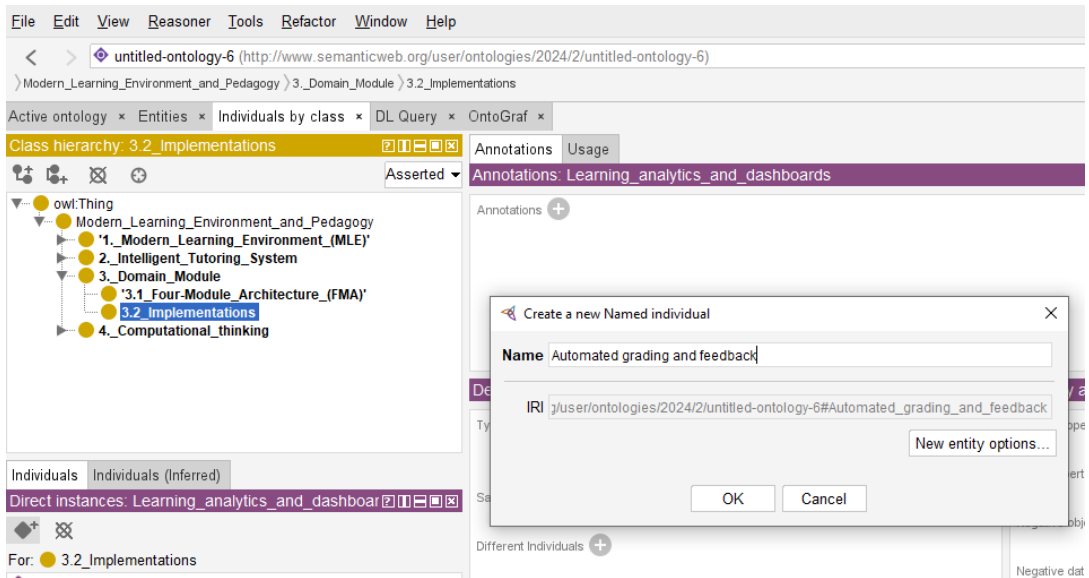 File Edit View Reasoner Tools Refactor Window Help
untitled-ontology-6 (http://www.semanticweb.org/user/ontologies/2024/2/untitled-ontology-6)
Modern_Learning_Environment_and_Pedagogy 3._Domain_Module 3.2_Implementations
Active ontology × Entities × Individuals by class × DL Query × OntoGraf ×
Class hierarchy: 3.2_Implementations
Asserted
owl:Thing
Modern_Learning_Environment_and_Pedagogy
'1._Modern_Learning_Environment_(MLE)'
2._Intelligent_Tutoring_System
3._Domain_Module
'3.1_Four-Module_Architecture_(FMA)'
3.2_Implementations
4._Computational_thinking
Annotations Usage
Annotations: Learning_analytics_and_dashboards
Annotations
Create a new Named individual
Name Automated grading and feedback
IRI g/user/ontologies/2024/2/untitled-ontology-6#Automated_grading_and_feedback
New entity options...
OK Cancel
Individuals Individuals (Inferred)
Direct instances: Learning_analytics_and_dashboar
For: 3.2_Implementations
De
Ty
Sa
Different Individuals
Negative dat